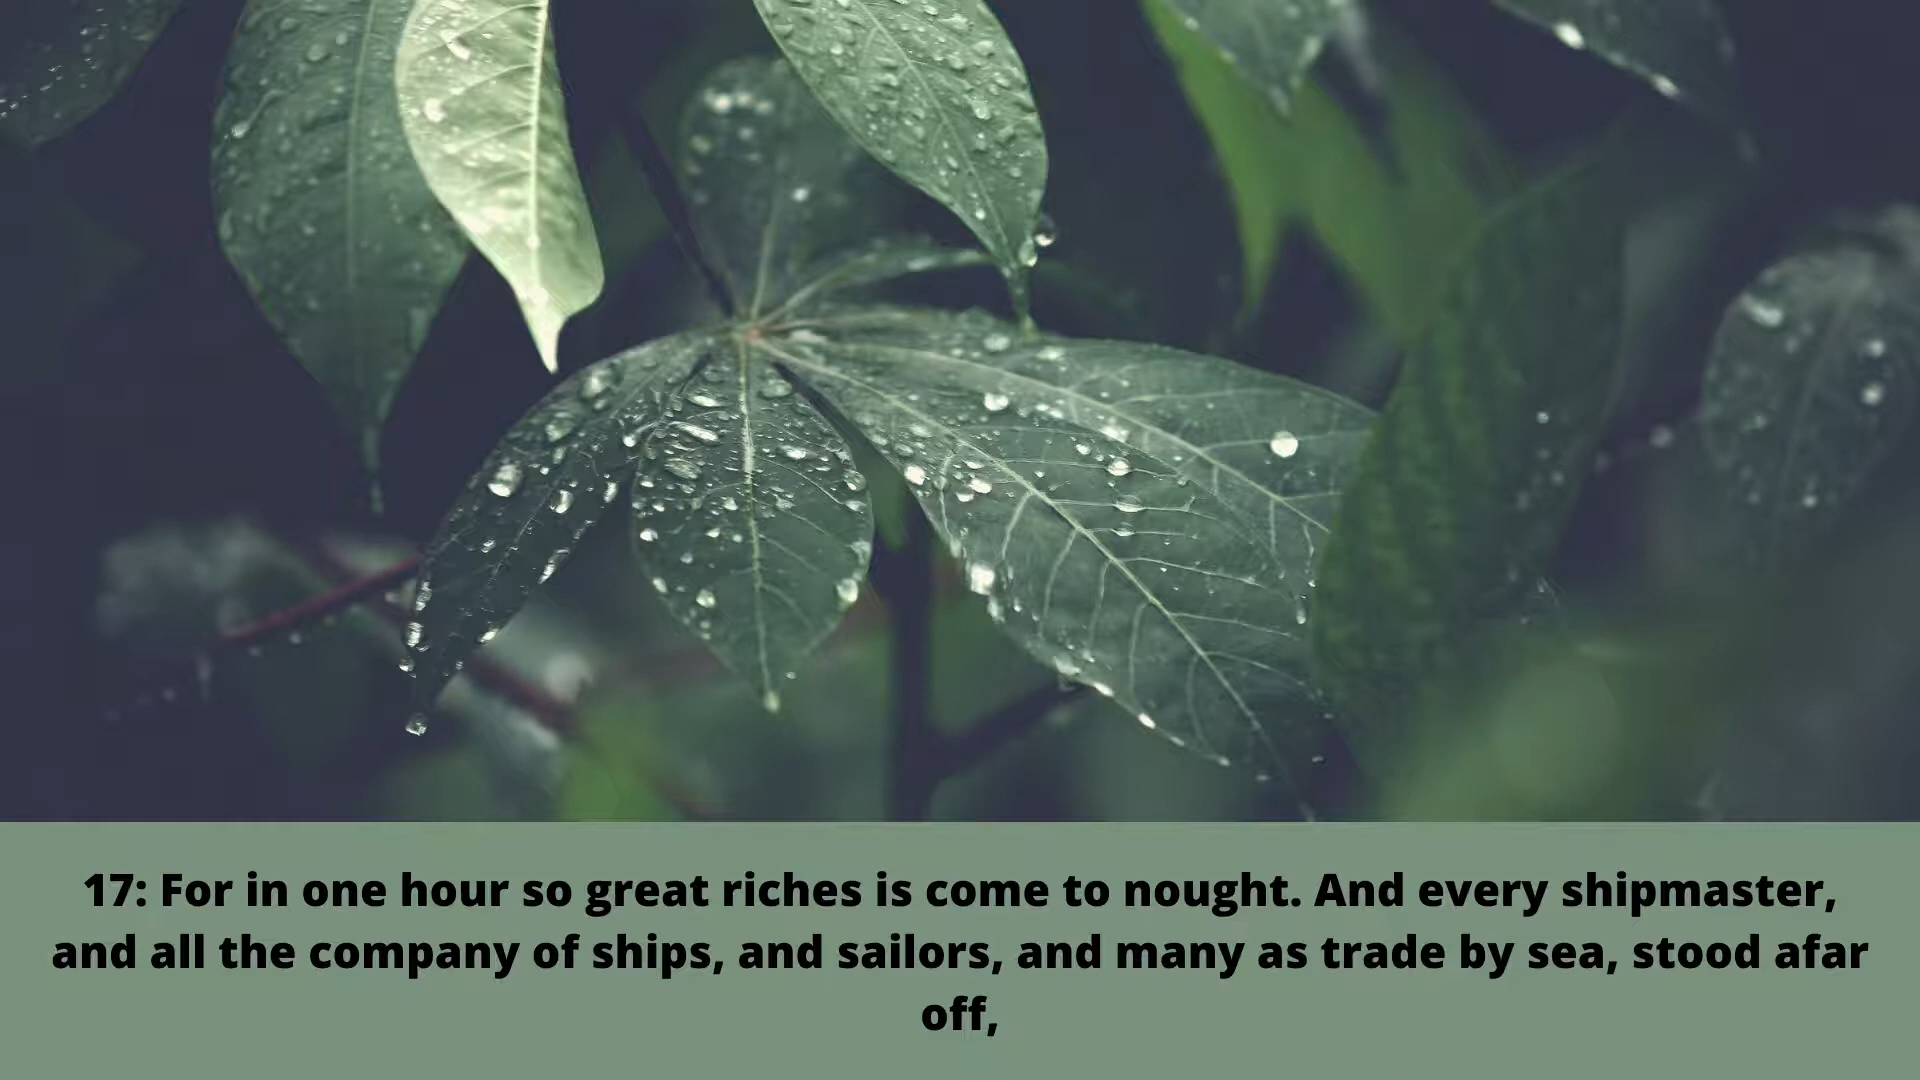 17: For in one hour so great riches is come to nought. And every shipmaster,
and all the company of ships, and sailors, and many as trade by sea, stood afar
off,